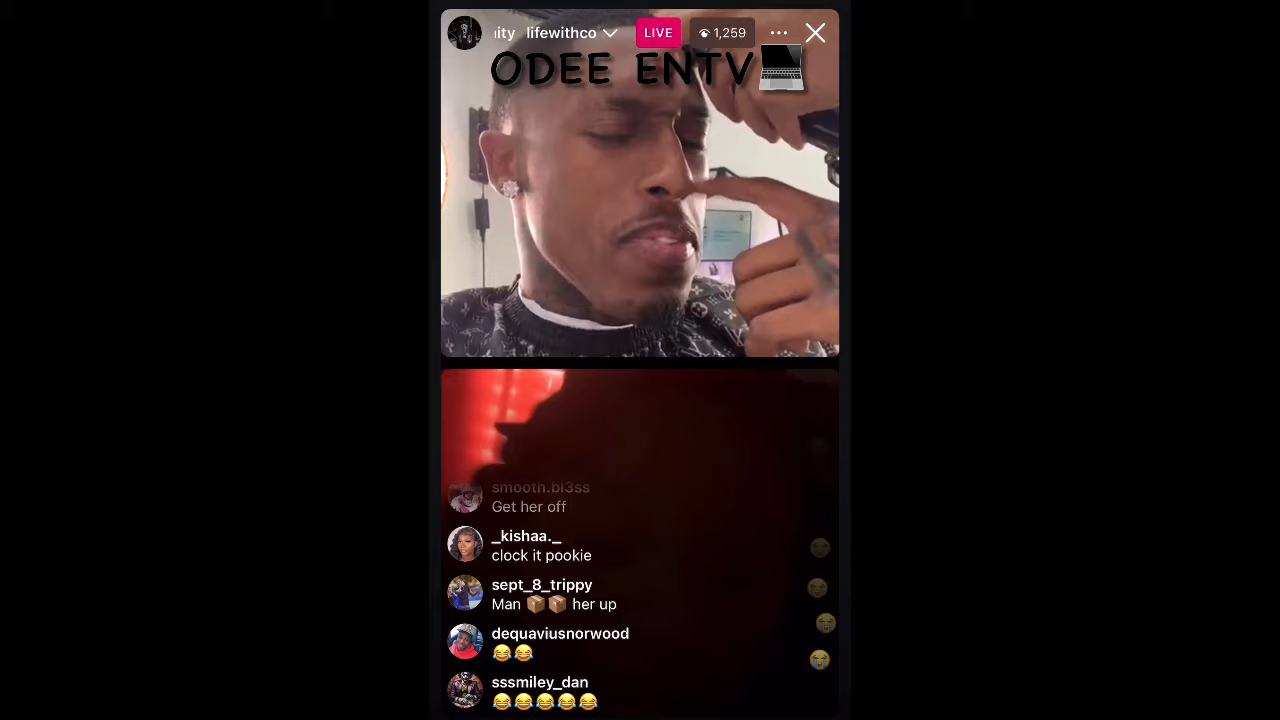 ity lifewithco LIVE 1,259
ODEE ENTV
smooth.bl3ss
Get her off
_kishaa._
clock it pookie
sept_8_trippy
Man 📦📦 her up
dequaviusnorwood
😂😂
sssmiley_dan
😂😂😂😂😂